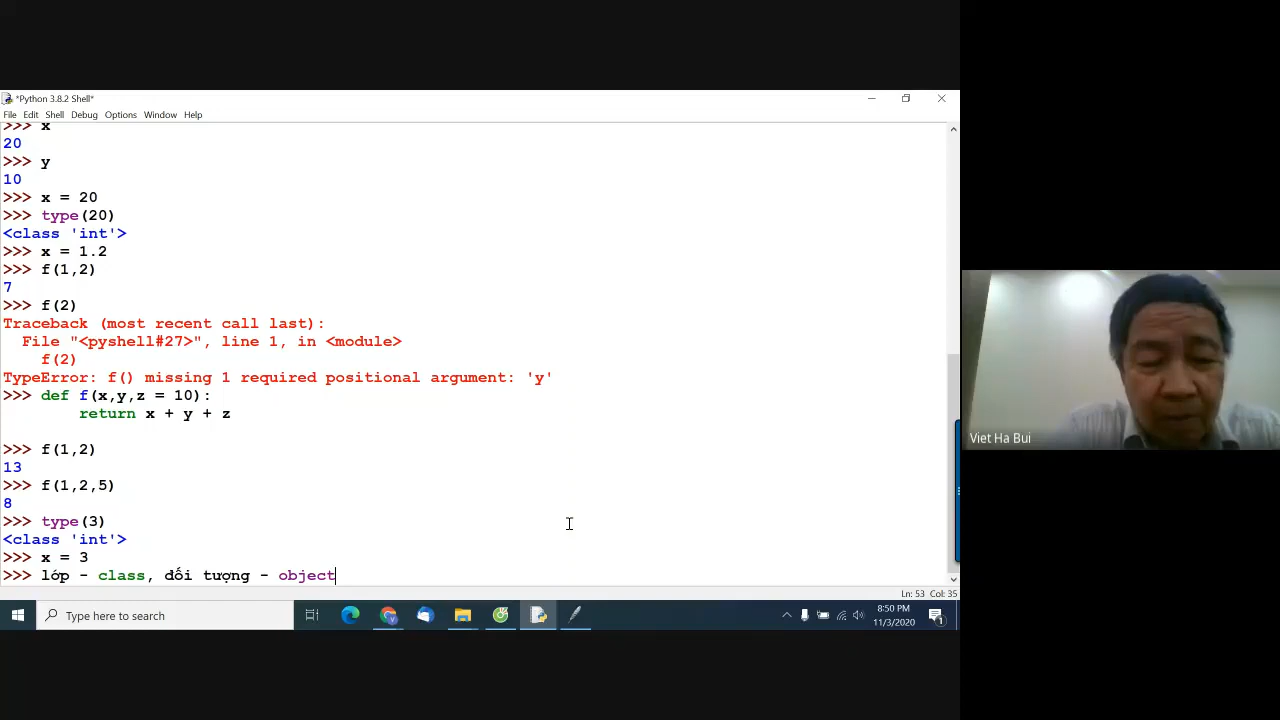 *Python 3.8.2 Shell*
File Edit Shell Debug Options Window Help
>>> x
20
>>> y
10
>>> x = 20
>>> type(20)
<class 'int'>
>>> x = 1.2
>>> f(1,2)
7
>>> f(2)
Traceback (most recent call last):
  File "<pyshell#27>", line 1, in <module>
    f(2)
TypeError: f() missing 1 required positional argument: 'y'
>>> def f(x,y,z = 10):
        return x + y + z
>>> f(1,2)
13
>>> f(1,2,5)
8
>>> type(3)
<class 'int'>
>>> x = 3
>>> lớp - class, đối tượng - object
Ln: 53 Col: 35
Type here to search
8:50 PM
11/3/2020
1
Viet Ha Bui